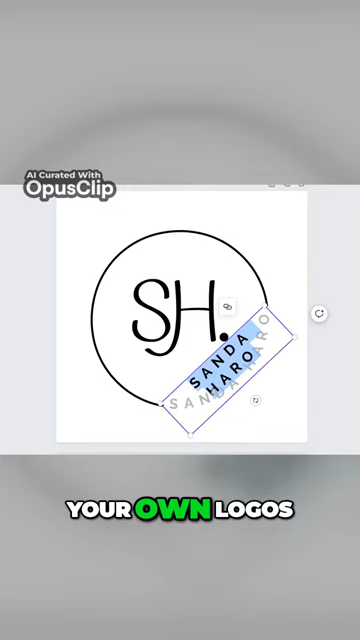 AI Curated With
OpusClip
SH.
SANDA
HARO
SANDA HARO
YOUR OWN LOGOS